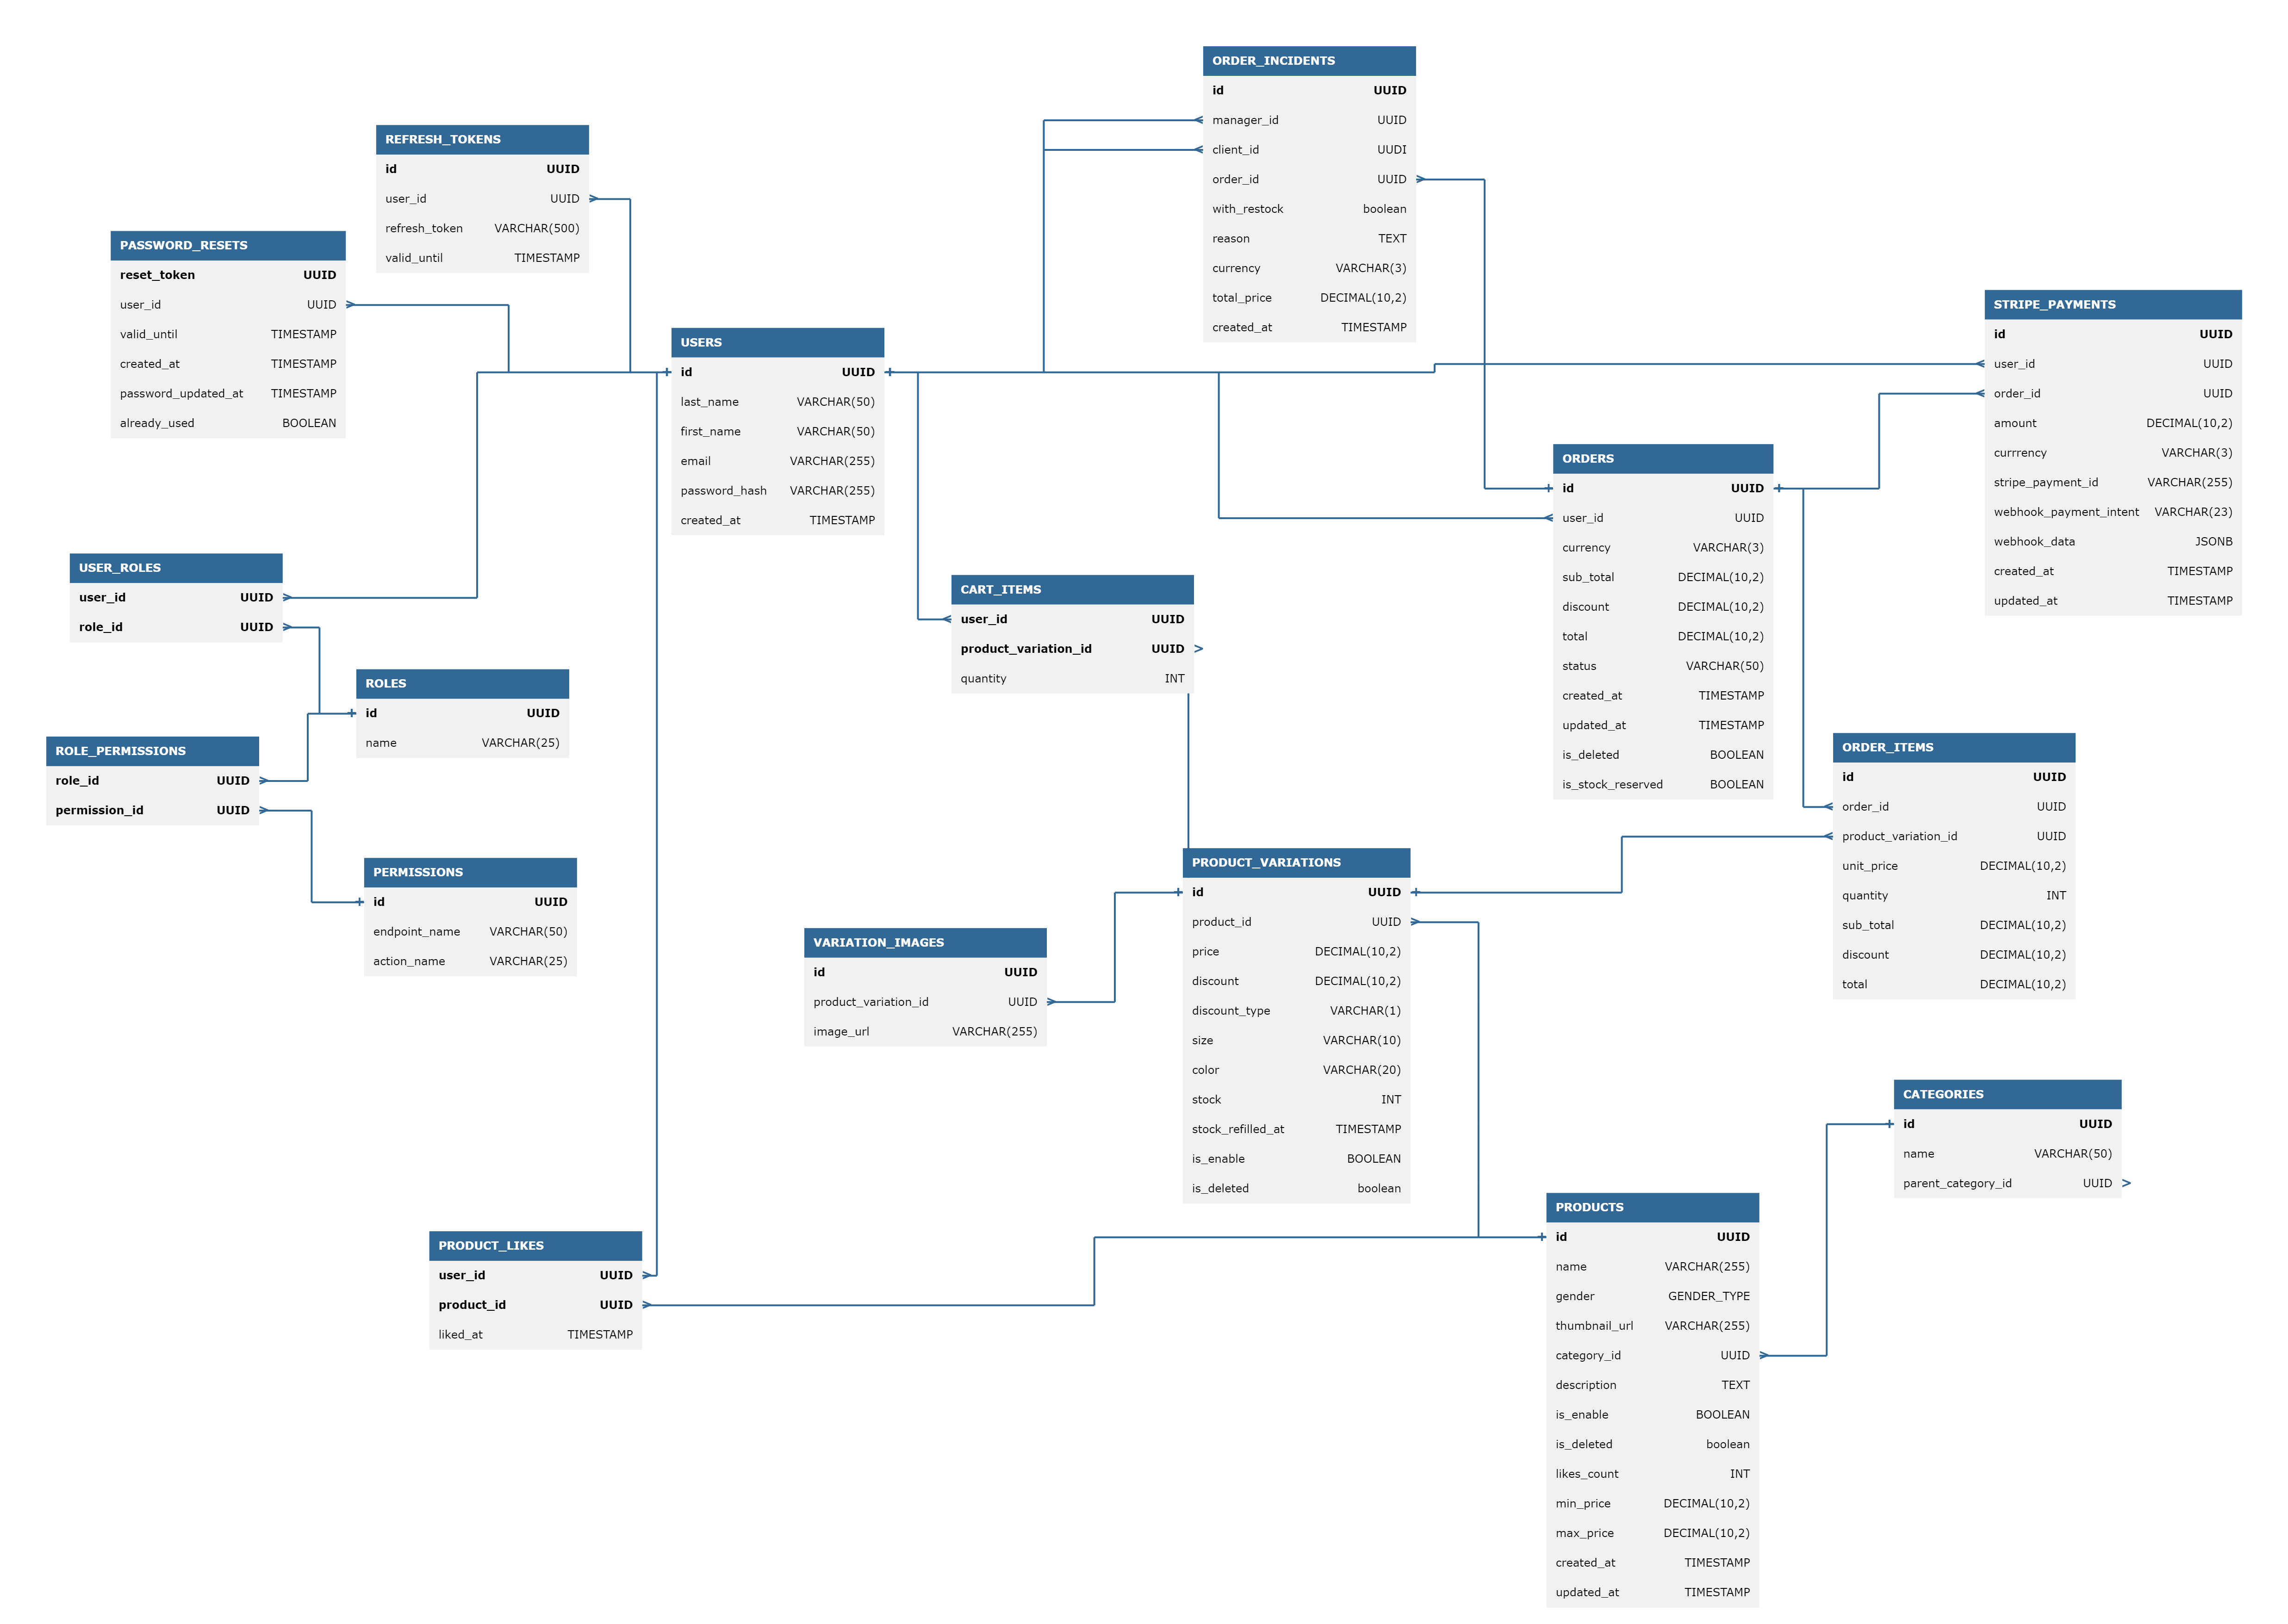 ORDER_INCIDENTS
id UUID
manager_id UUID
client_id UUDI
order_id UUID
with_restock boolean
reason TEXT
currency VARCHAR(3)
total_price DECIMAL(10,2)
created_at TIMESTAMP
REFRESH_TOKENS
id UUID
user_id UUID
refresh_token VARCHAR(500)
valid_until TIMESTAMP
PASSWORD_RESETS
reset_token UUID
user_id UUID
valid_until TIMESTAMP
created_at TIMESTAMP
password_updated_at TIMESTAMP
already_used BOOLEAN
USERS
id UUID
last_name VARCHAR(50)
first_name VARCHAR(50)
email VARCHAR(255)
password_hash VARCHAR(255)
created_at TIMESTAMP
STRIPE_PAYMENTS
id UUID
user_id UUID
order_id UUID
amount DECIMAL(10,2)
currrency VARCHAR(3)
stripe_payment_id VARCHAR(255)
webhook_payment_intent VARCHAR(23)
webhook_data JSONB
created_at TIMESTAMP
updated_at TIMESTAMP
ORDERS
id UUID
user_id UUID
currency VARCHAR(3)
sub_total DECIMAL(10,2)
discount DECIMAL(10,2)
total DECIMAL(10,2)
status VARCHAR(50)
created_at TIMESTAMP
updated_at TIMESTAMP
is_deleted BOOLEAN
is_stock_reserved BOOLEAN
USER_ROLES
user_id UUID
role_id UUID
CART_ITEMS
user_id UUID
product_variation_id UUID
quantity INT
ROLES
id UUID
name VARCHAR(25)
ROLE_PERMISSIONS
role_id UUID
permission_id UUID
ORDER_ITEMS
id UUID
order_id UUID
product_variation_id UUID
unit_price DECIMAL(10,2)
quantity INT
sub_total DECIMAL(10,2)
discount DECIMAL(10,2)
total DECIMAL(10,2)
PERMISSIONS
id UUID
endpoint_name VARCHAR(50)
action_name VARCHAR(25)
PRODUCT_VARIATIONS
id UUID
product_id UUID
price DECIMAL(10,2)
discount DECIMAL(10,2)
discount_type VARCHAR(1)
size VARCHAR(10)
color VARCHAR(20)
stock INT
stock_refilled_at TIMESTAMP
is_enable BOOLEAN
is_deleted boolean
VARIATION_IMAGES
id UUID
product_variation_id UUID
image_url VARCHAR(255)
CATEGORIES
id UUID
name VARCHAR(50)
parent_category_id UUID
PRODUCTS
id UUID
name VARCHAR(255)
gender GENDER_TYPE
thumbnail_url VARCHAR(255)
category_id UUID
description TEXT
is_enable BOOLEAN
is_deleted boolean
likes_count INT
min_price DECIMAL(10,2)
max_price DECIMAL(10,2)
created_at TIMESTAMP
updated_at TIMESTAMP
PRODUCT_LIKES
user_id UUID
product_id UUID
liked_at TIMESTAMP